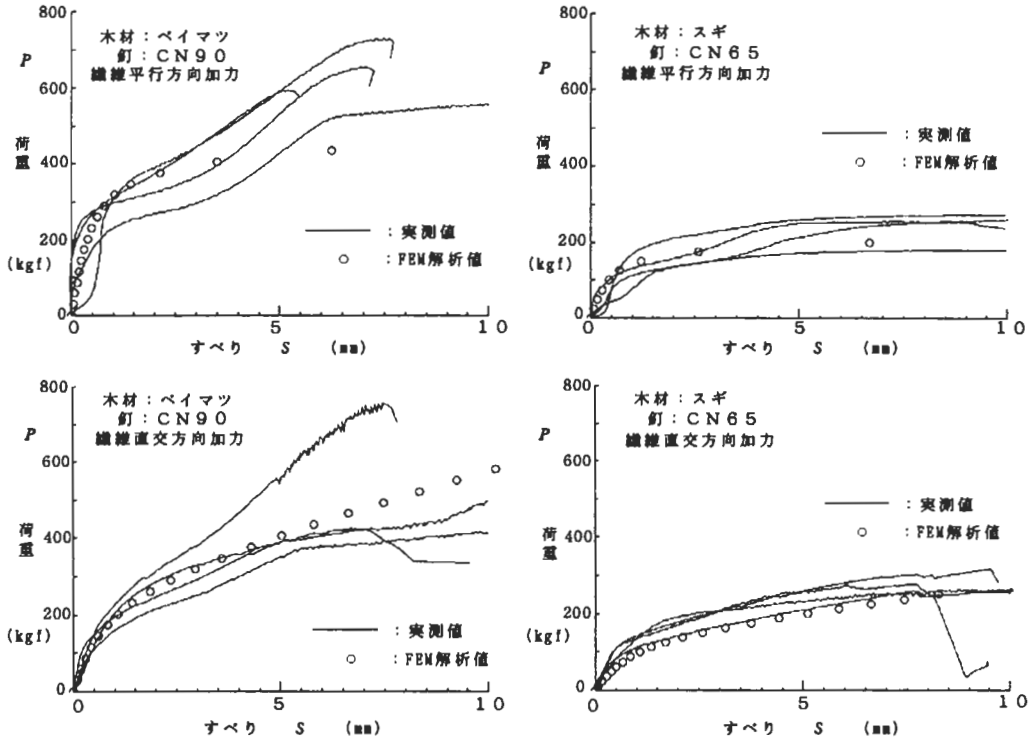 800
P
600
荷重
400
200
(kgf)
0
木材：ベイマツ
釘：CN90
繊維平行方向加力
：実測値
：FEM解析値
0 5 10
すべり S (mm)
800
P
600
荷重
400
200
(kgf)
0
木材：スギ
釘：CN65
繊維平行方向加力
：実測値
：FEM解析値
0 5 10
すべり S (mm)
800
P
600
荷重
400
200
(kgf)
0
木材：ベイマツ
釘：CN90
繊維直交方向加力
：実測値
：FEM解析値
0 5 10
すべり S (mm)
800
P
600
荷重
400
200
(kgf)
0
木材：スギ
釘：CN65
繊維直交方向加力
：実測値
：FEM解析値
0 5 10
すべり S (mm)